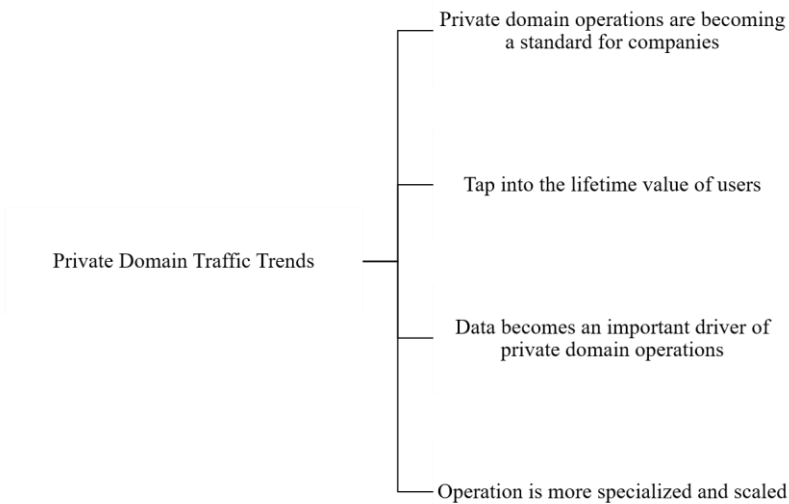 Private domain operations are becoming
a standard for companies
Tap into the lifetime value of users
Private Domain Traffic Trends
Data becomes an important driver of
private domain operations
Operation is more specialized and scaled